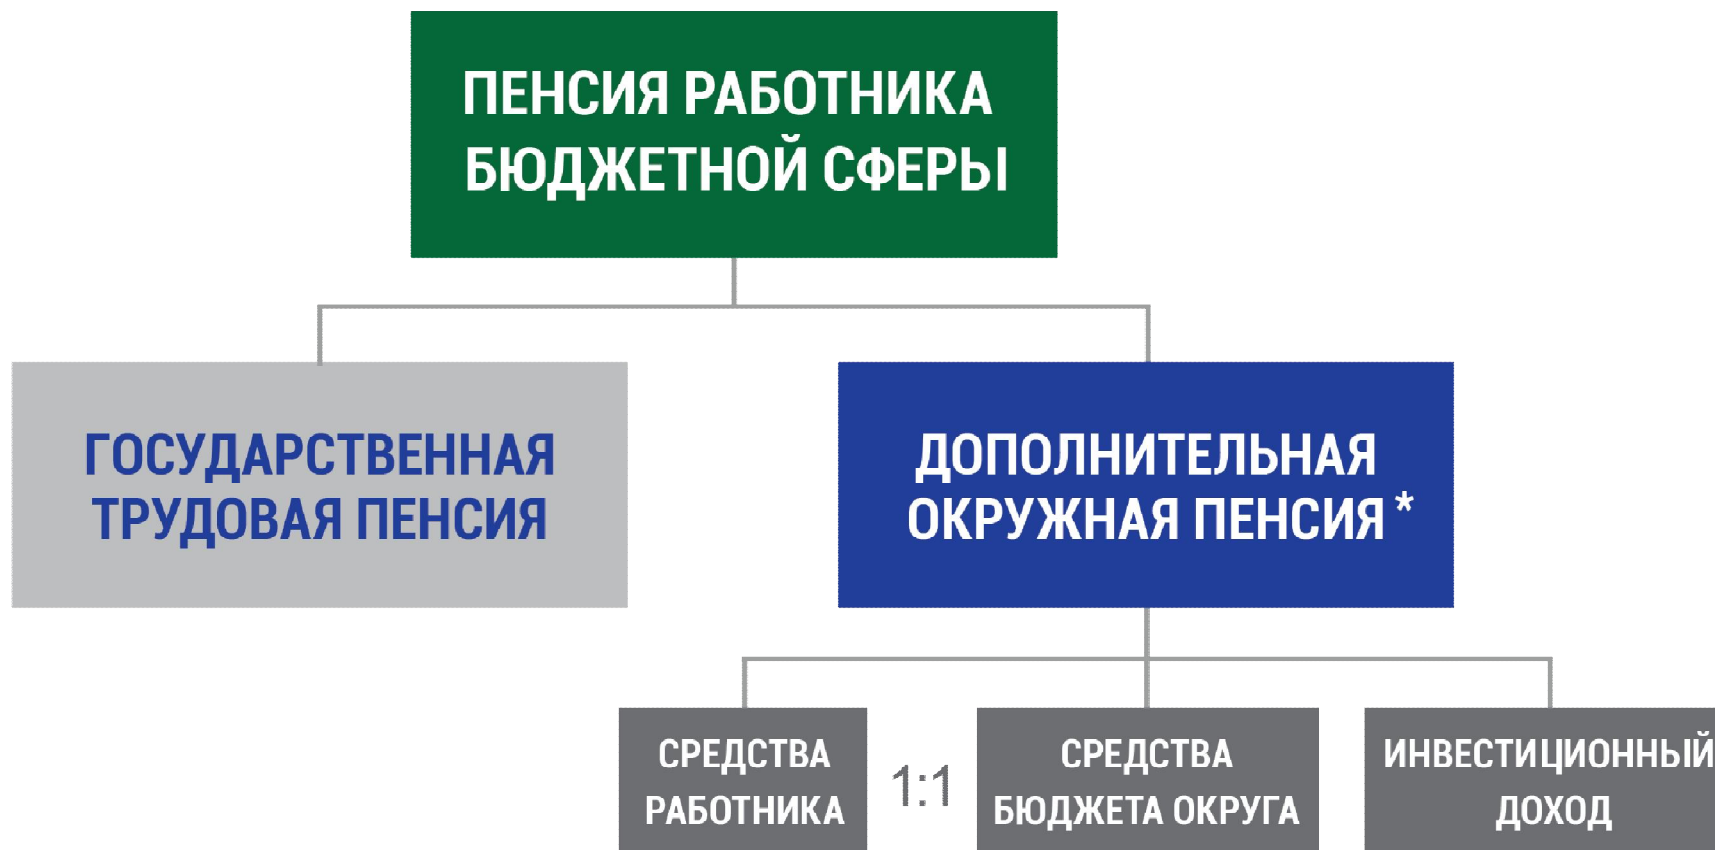 ПЕНСИЯ РАБОТНИКА
БЮДЖЕТНОЙ СФЕРЫ
ГОСУДАРСТВЕННАЯ
ТРУДОВАЯ ПЕНСИЯ
ДОПОЛНИТЕЛЬНАЯ
ОКРУЖНАЯ ПЕНСИЯ *
СРЕДСТВА
РАБОТНИКА
1:1
СРЕДСТВА
БЮДЖЕТА ОКРУГА
ИНВЕСТИЦИОННЫЙ
ДОХОД